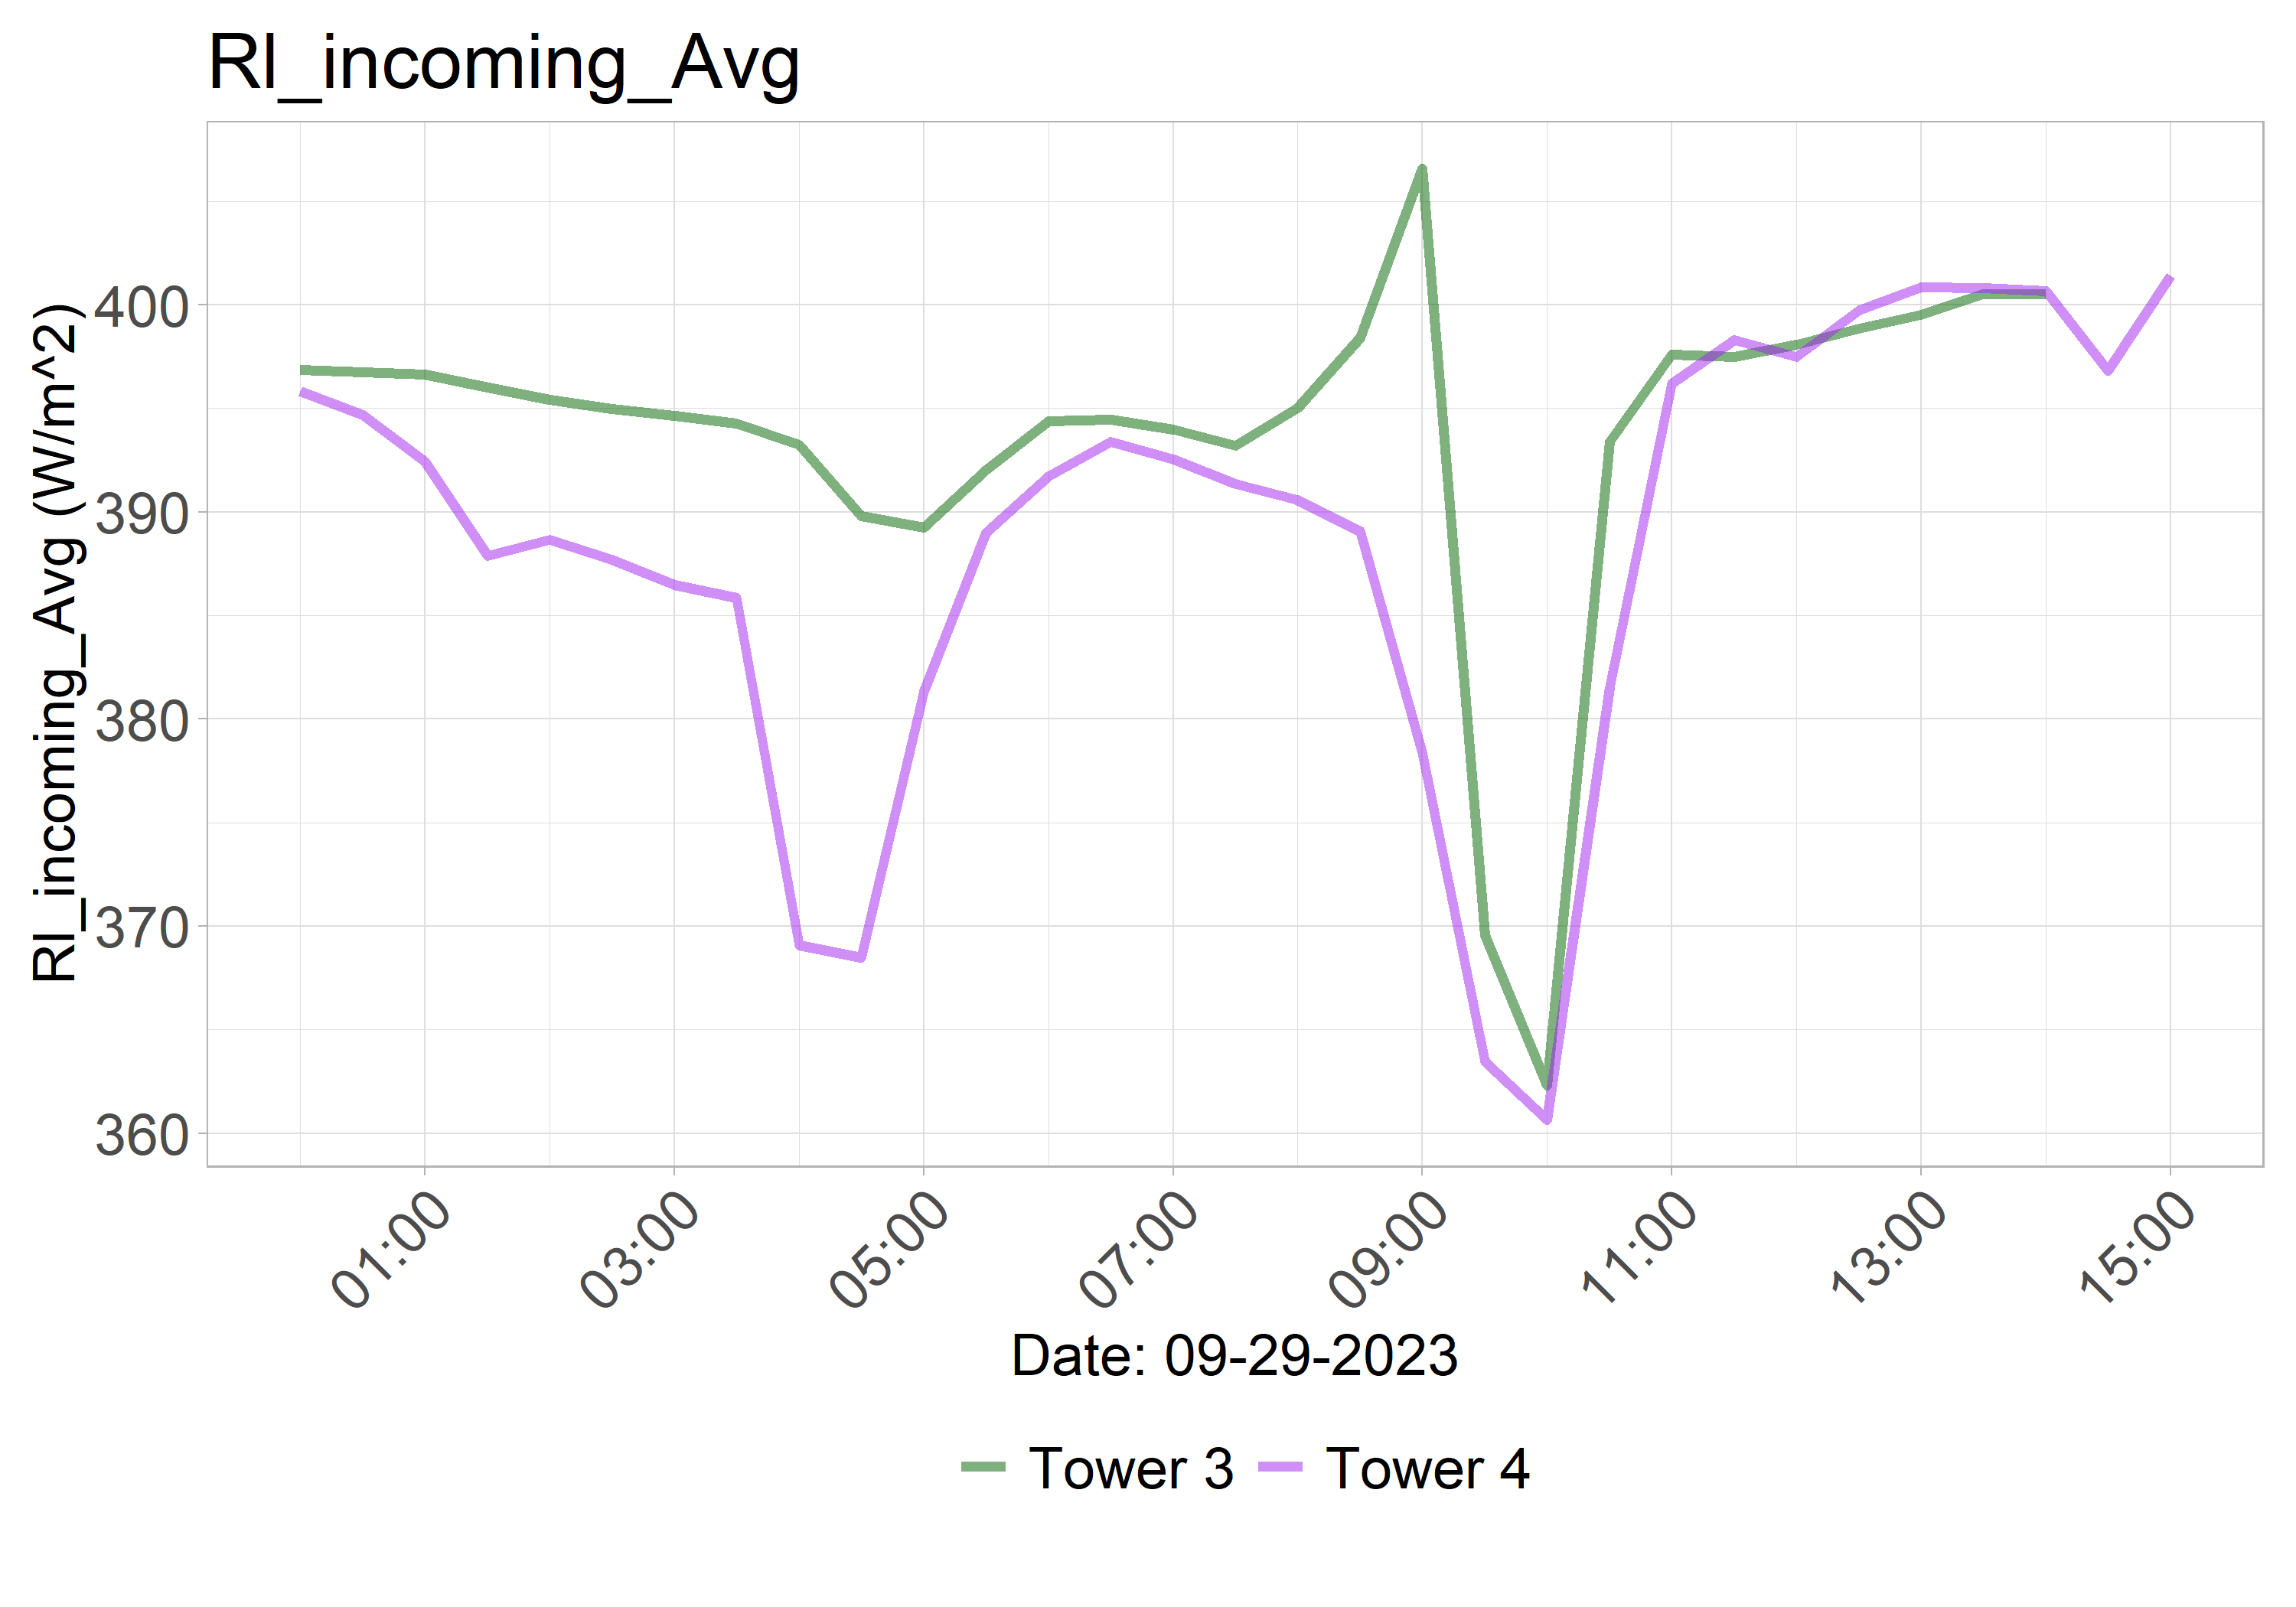 Rl_incoming_Avg
Rl_incoming_Avg (W/m^2)
400
390
380
370
360
01:00
03:00
05:00
07:00
09:00
11:00
13:00
15:00
Date: 09-29-2023
Tower 3
Tower 4